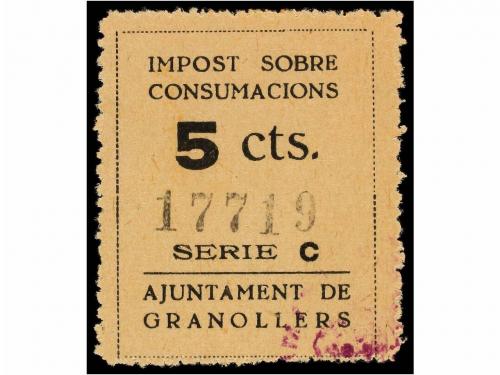 IMPOST SOBRE
CONSUMACIONS
5 cts.
17719
SERIE C
AJUNTAMENT DE
GRANOLLERS